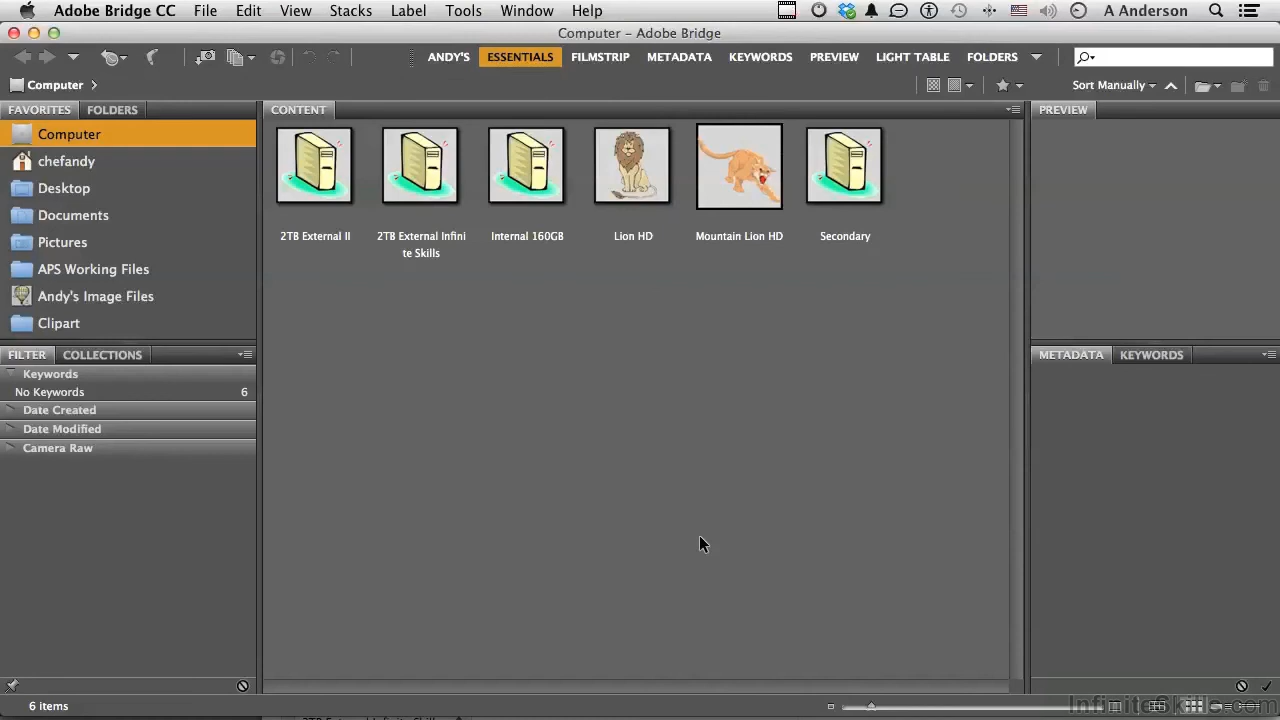 Adobe Bridge CC File Edit View Stacks Label Tools Window Help A Anderson
Computer – Adobe Bridge
ANDY'S ESSENTIALS FILMSTRIP METADATA KEYWORDS PREVIEW LIGHT TABLE FOLDERS
Computer Sort Manually
FAVORITES FOLDERS CONTENT PREVIEW
Computer
chefandy
Desktop
Documents
Pictures
APS Working Files
Andy's Image Files
Clipart
2TB External II 2TB External Infini Internal 160GB Lion HD Mountain Lion HD Secondary
te Skills
FILTER COLLECTIONS METADATA KEYWORDS
Keywords
No Keywords 6
Date Created
Date Modified
Camera Raw
6 items
InfiniteSkills.com